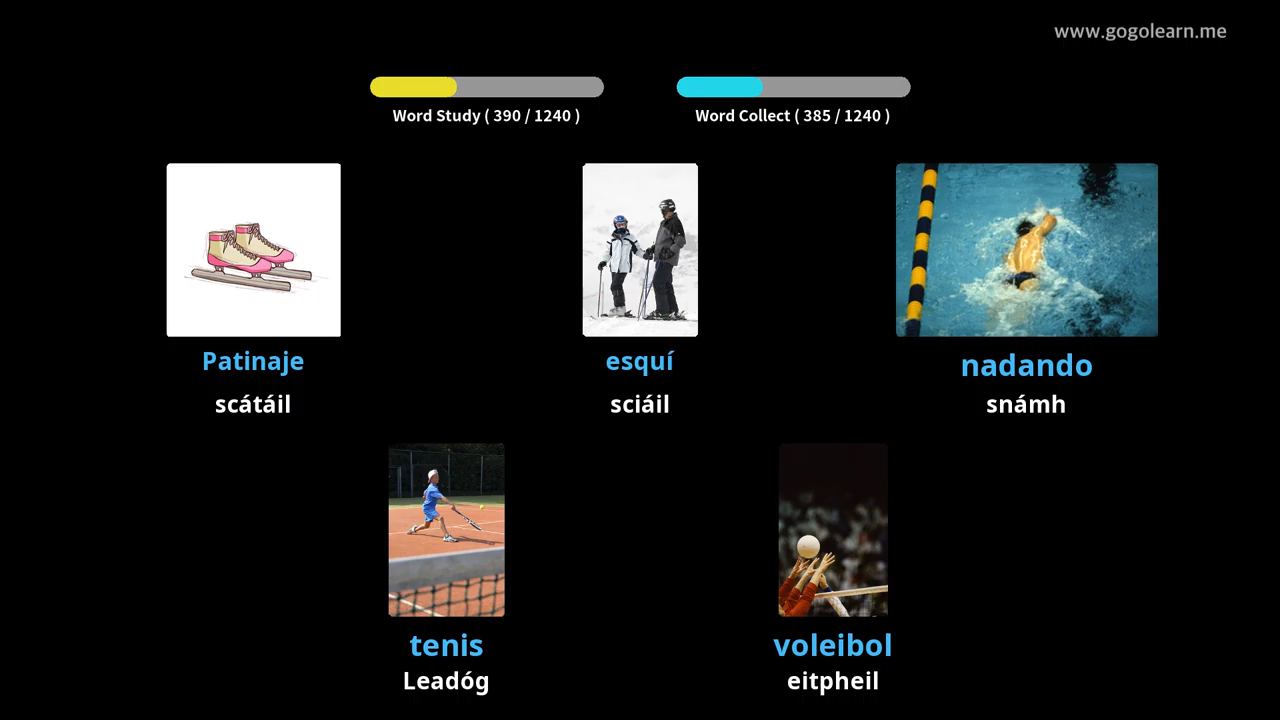 www.gogolearn.me
Word Study ( 390 / 1240 )
Word Collect ( 385 / 1240 )
Patinaje
scátáil
esquí
sciáil
nadando
snámh
tenis
Leadóg
voleibol
eitpheil